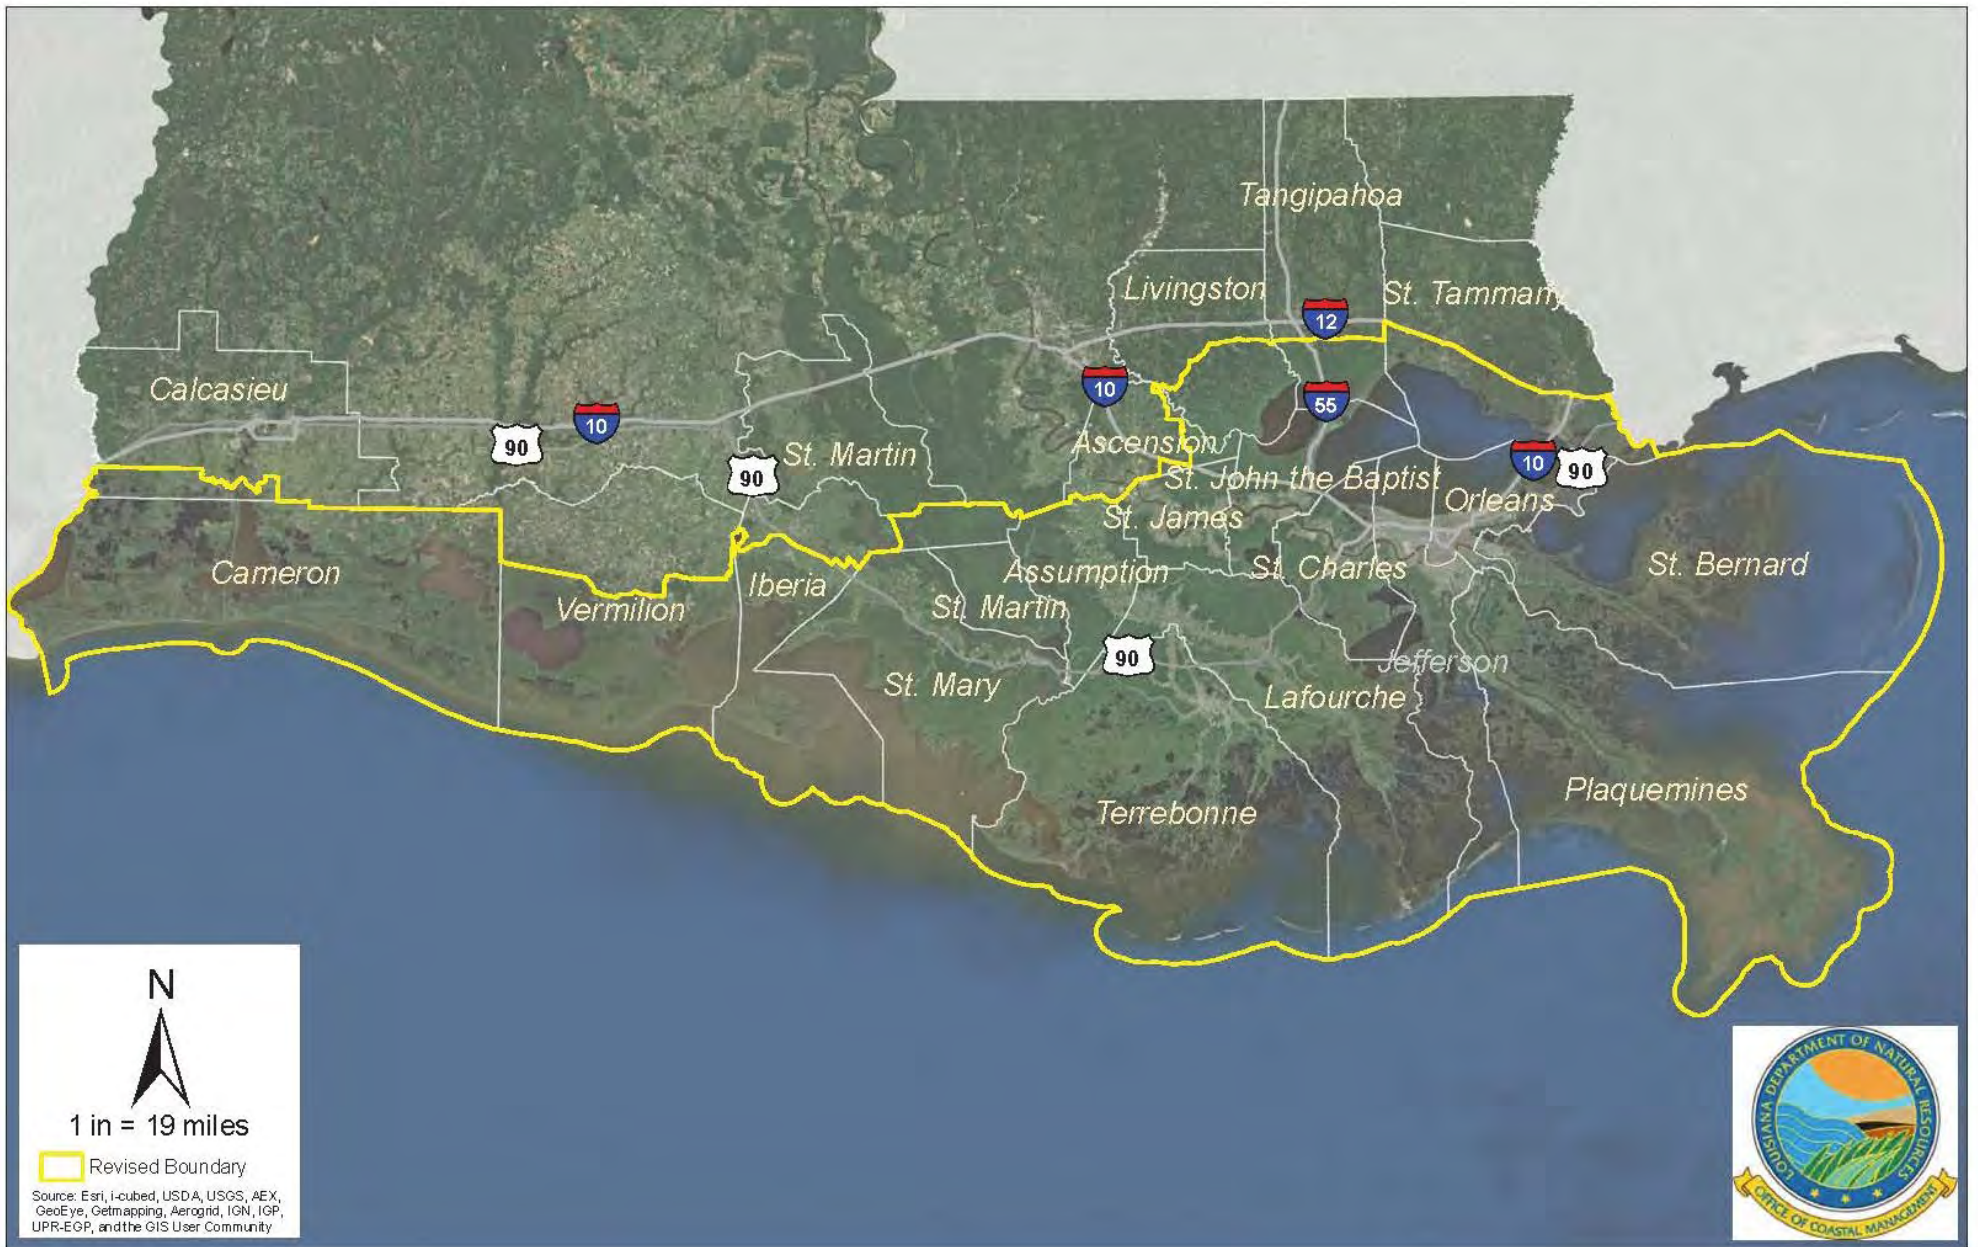 Tangipahoa
Livingston
St. Tammany
12
Calcasieu
10
55
10
90
Ascension
St. Martin
90
10
90
St. John the Baptist
Orleans
St. James
Cameron
Iberia
Assumption
St. Charles
St. Bernard
Vermilion
St. Martin
90
Jefferson
St. Mary
Lafourche
Plaquemines
Terrebonne
N
1 in = 19 miles
Revised Boundary
Source: Esri, i-cubed, USDA, USGS, AEX,
GeoEye, Getmapping, Aerogrid, IGN, IGP,
UPR-EGP, and the GIS User Community
LOUISIANA DEPARTMENT OF NATURAL RESOURCES
OFFICE OF COASTAL MANAGEMENT